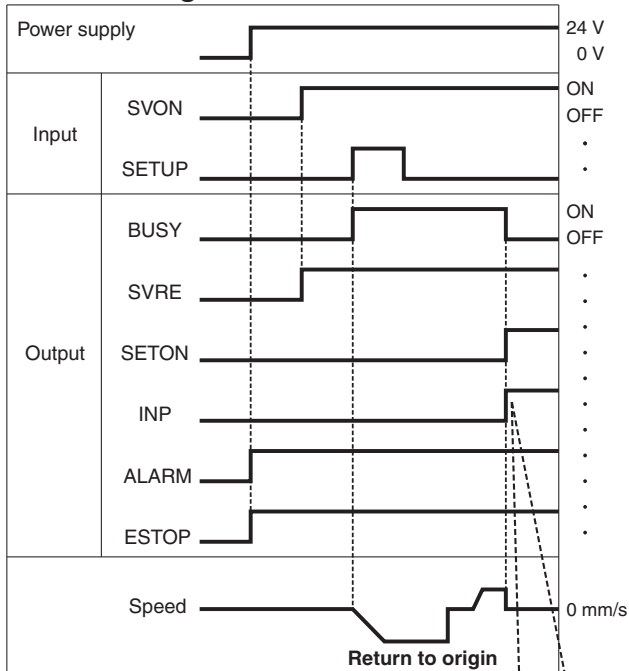 Power supply
24 V
0 V
Input
SVON
ON
OFF
SETUP
Output
BUSY
ON
OFF
SVRE
SETON
INP
ALARM
ESTOP
Speed
0 mm/s
Return to origin